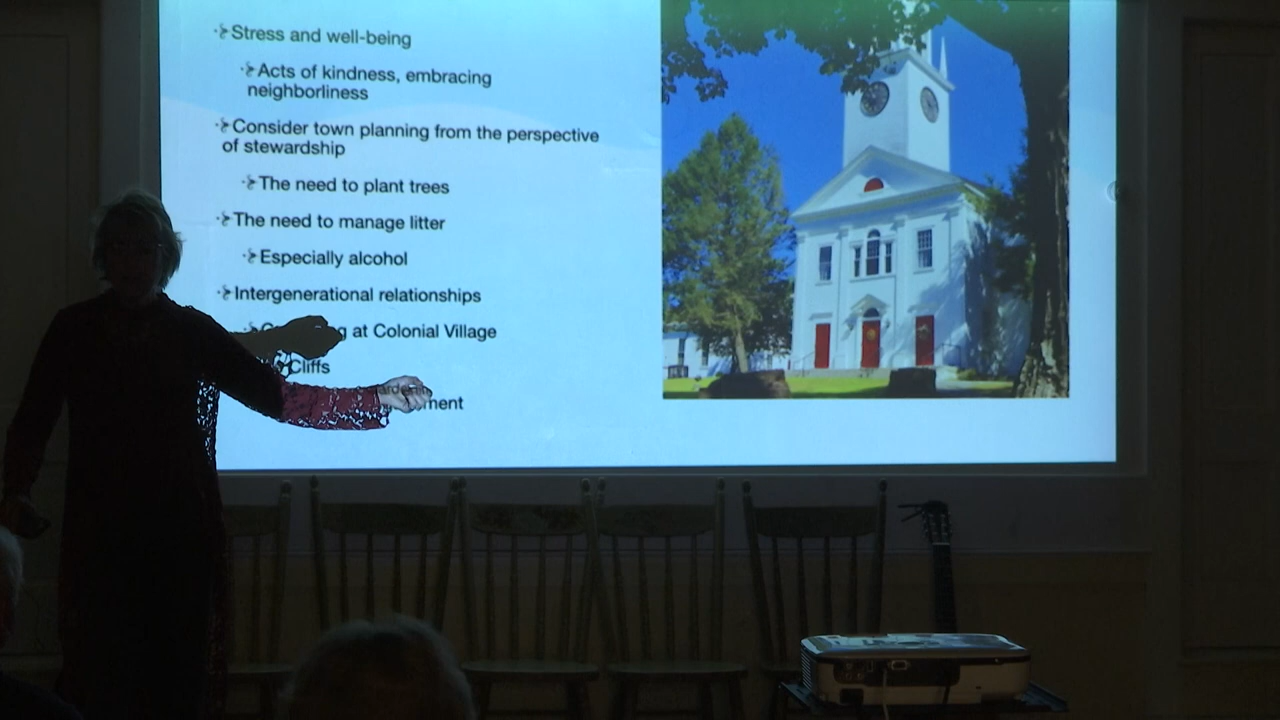 Stress and well-being
Acts of kindness, embracing
neighborliness
Consider town planning from the perspective
of stewardship
The need to plant trees
The need to manage litter
Especially alcohol
Intergenerational relationships
at Colonial Village
Cliffs